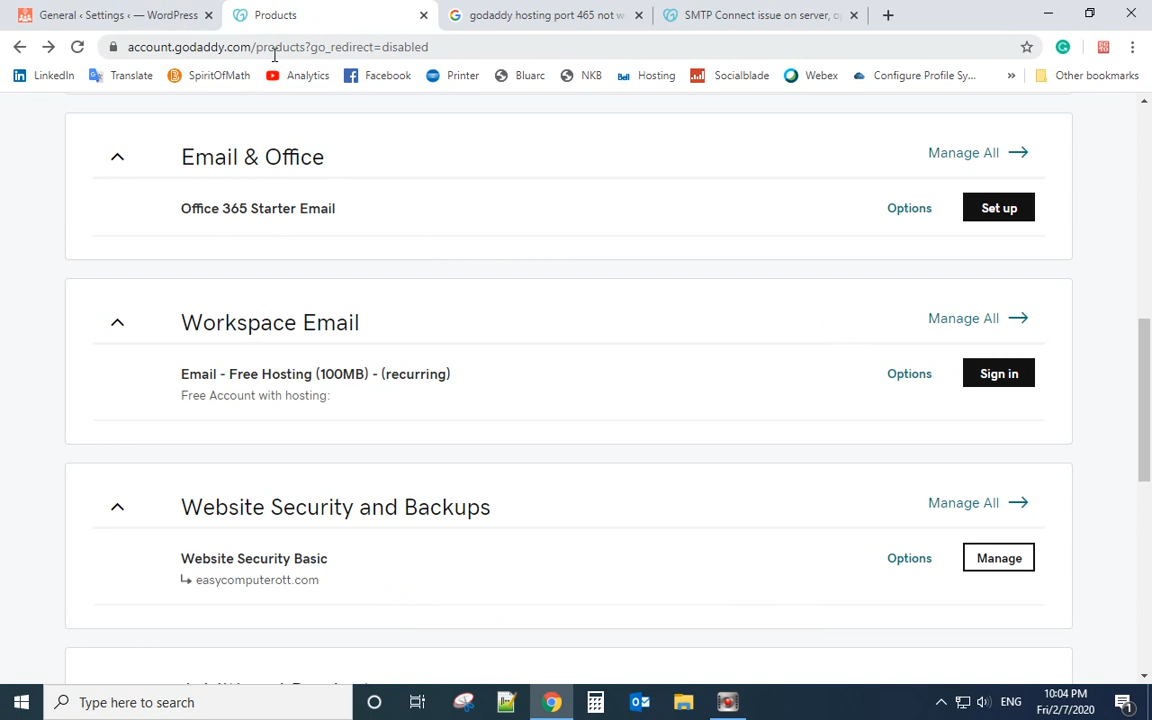 General ‹ Settings ‹ — WordPress
Products
godaddy hosting port 465 not w
SMTP Connect issue on server, o
account.godaddy.com/products?go_redirect=disabled
LinkedIn
Translate
SpiritOfMath
Analytics
Facebook
Printer
Bluarc
NKB
Bell
Hosting
Socialblade
Webex
Configure Profile Sy...
»
Other bookmarks
Email & Office
Manage All
Office 365 Starter Email
Options
Set up
Workspace Email
Manage All
Email - Free Hosting (100MB) - (recurring)
Options
Sign in
Free Account with hosting:
Website Security and Backups
Manage All
Website Security Basic
Options
Manage
easycomputerott.com
Type here to search
ENG
10:04 PM
Fri/2/7/2020
1